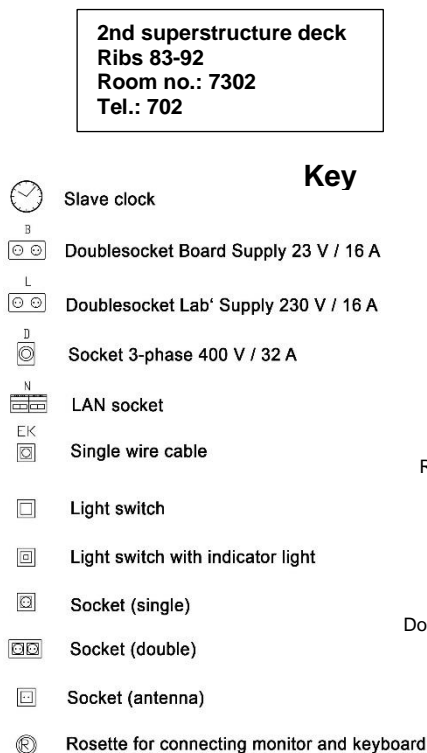 2nd superstructure deck
Ribs 83-92
Room no.: 7302
Tel.: 702
Key
Slave clock
B
Doublesocket Board Supply 23 V / 16 A
L
Doublesocket Lab‘ Supply 230 V / 16 A
D
Socket 3-phase 400 V / 32 A
N
LAN socket
EK
Single wire cable
R
Light switch
Light switch with indicator light
Socket (single)
Do
Socket (double)
Socket (antenna)
R Rosette for connecting monitor and keyboard